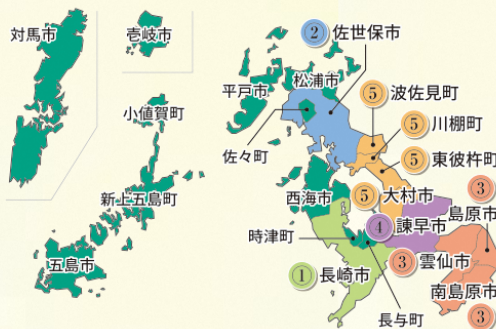 対馬市
壱岐市
② 佐世保市
平戸市
松浦市
⑤ 波佐見町
小値賀町
⑤ 川棚町
佐々町
⑤ 東彼杵町
新上五島町
西海市
⑤ 大村市
③ 島原市
時津町
④ 諫早市
五島市
③ 雲仙市
① 長崎市
南島原市
③
長与町